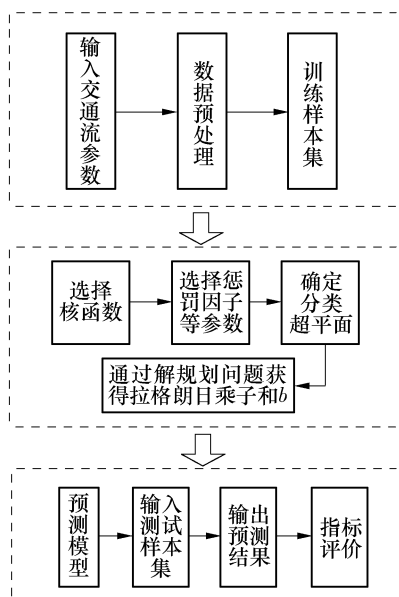 输入交通流参数
数据预处理
训练样本集
选择
核函数
选择惩
罚因子
等参数
确定
分类
超平面
通过解规划问题获
得拉格朗日乘子和b
预测模型
输入
测试
样本
集
输出
预测
结果
指标
评价